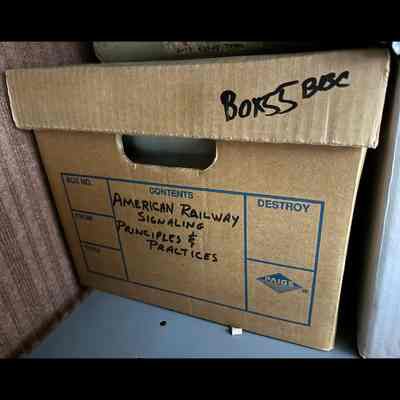 BOX55 BBC
BOX NO.
CONTENTS
DESTROY
FROM
AMERICAN RAILWAY
SIGNALING
PRINCIPLES &
PRACTICES
PAIGE